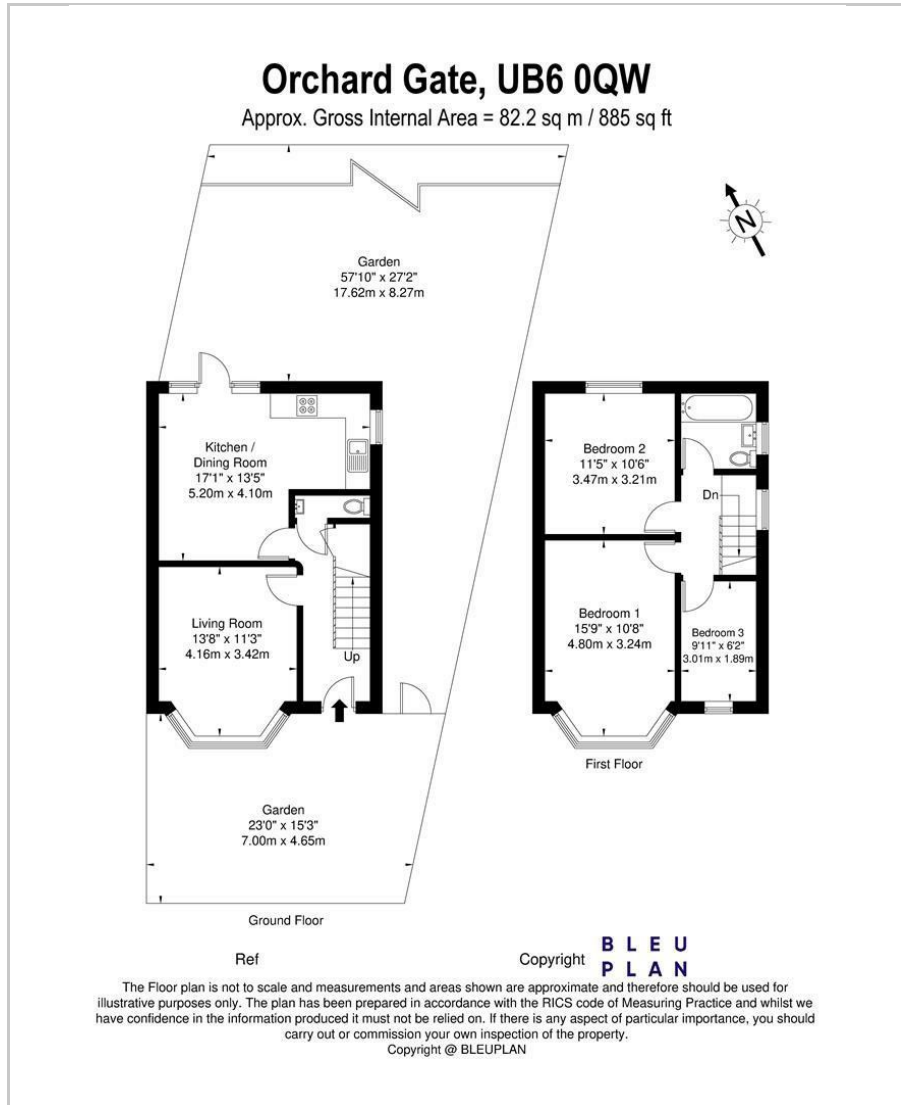 Orchard Gate, UB6 0QW
Approx. Gross Internal Area = 82.2 sq m / 885 sq ft
N
Garden
57'10" x 27'2"
17.62m x 8.27m
Kitchen /
Dining Room
17'1" x 13'5"
5.20m x 4.10m
Living Room
13'8" x 11'3"
4.16m x 3.42m
Up
Garden
23'0" x 15'3"
7.00m x 4.65m
Ground Floor
Bedroom 2
11'5" x 10'6"
3.47m x 3.21m
Dn
Bedroom 1
15'9" x 10'8"
4.80m x 3.24m
Bedroom 3
9'11" x 6'2"
3.01m x 1.89m
First Floor
Ref
Copyright
BLEU
PLAN
The Floor plan is not to scale and measurements and areas shown are approximate and therefore should be used for
illustrative purposes only. The plan has been prepared in accordance with the RICS code of Measuring Practice and whilst we
have confidence in the information produced it must not be relied on. If there is any aspect of particular importance, you should
carry out or commission your own inspection of the property.
Copyright @ BLEUPLAN